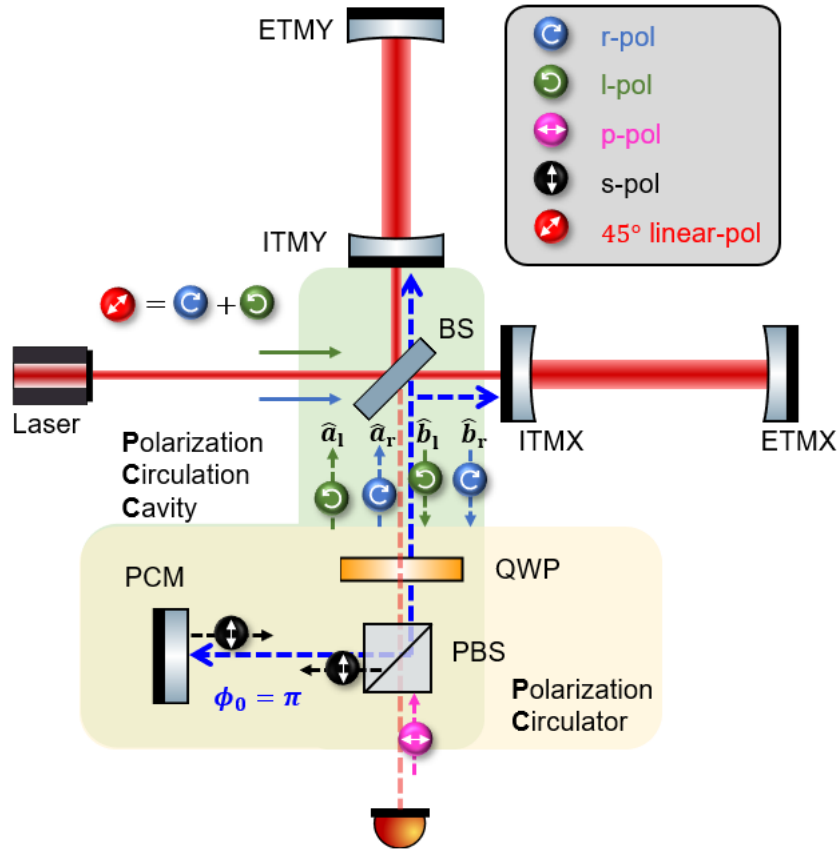 ETMY
r-pol
l-pol
p-pol
s-pol
45° linear-pol
ITMY
= +
BS
Laser
ITMX
ETMX
â_l â_r b̂_l b̂_r
Polarization
Circulation
Cavity
QWP
PCM
PBS
ϕ₀ = π
Polarization
Circulator